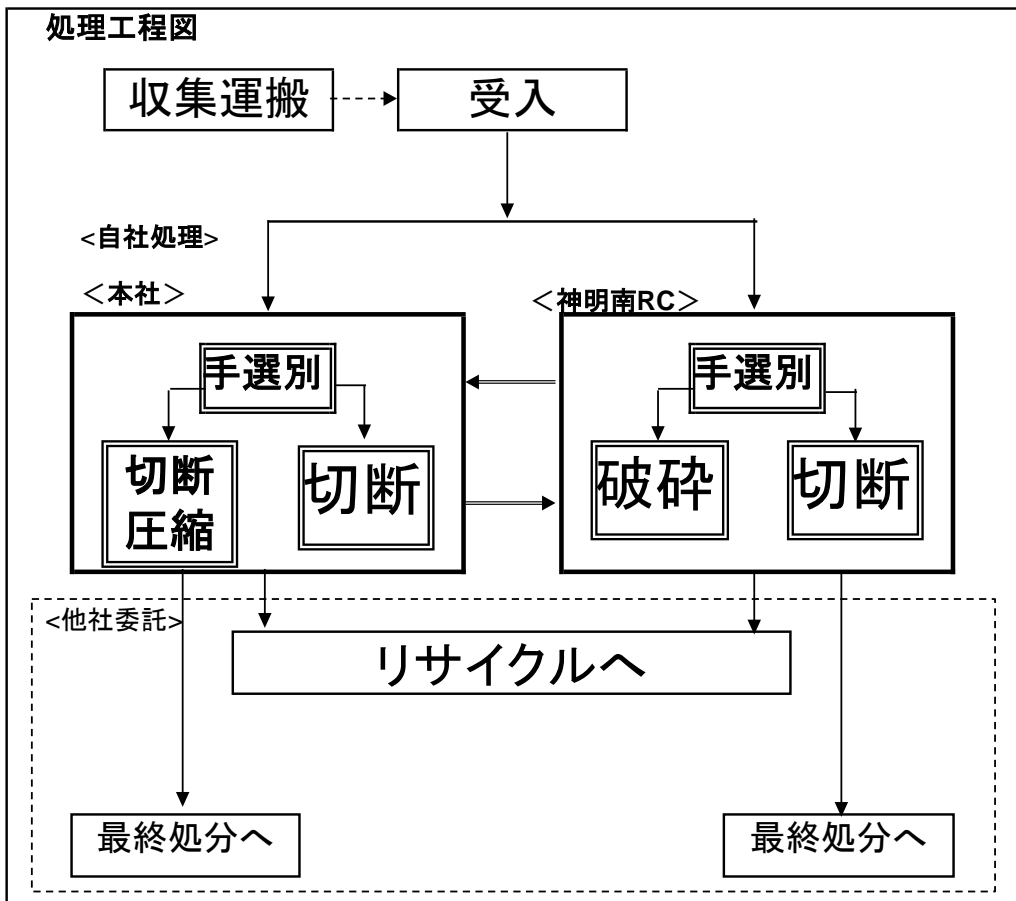 処理工程図
収集運搬
受入
<自社処理>
＜本社＞
＜神明南RC＞
手選別
手選別
切断
圧縮
切断
破砕
切断
<他社委託>
リサイクルへ
最終処分へ
最終処分へ